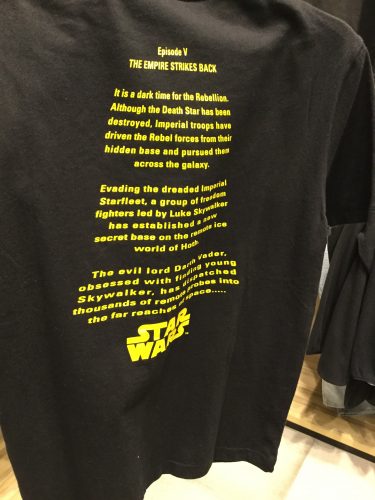 Episode V
THE EMPIRE STRIKES BACK
It is a dark time for the Rebellion.
Although the Death Star has been
destroyed, Imperial troops have
driven the Rebel forces from their
hidden base and pursued them
across the galaxy.
Evading the dreaded Imperial
Starfleet, a group of freedom
fighters led by Luke Skywalker
has established a new
secret base on the remote ice
world of Hoth.
The evil lord Darth Vader,
obsessed with finding young
Skywalker, has dispatched
thousands of remote probes into
the far reaches of space.....
STAR
WARS